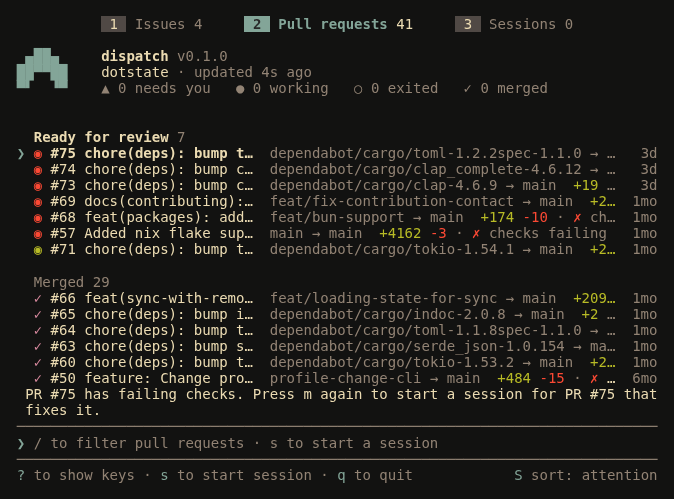 1 Issues 4 2 Pull requests 41 3 Sessions 0
dispatch v0.1.0
dotstate · updated 4s ago
▲ 0 needs you ● 0 working ○ 0 exited ✓ 0 merged
Ready for review 7
❯ ◉ #75 chore(deps): bump t… dependabot/cargo/toml-1.2.2spec-1.1.0 → … 3d
◉ #74 chore(deps): bump c… dependabot/cargo/clap_complete-4.6.12 → … 3d
◉ #73 chore(deps): bump c… dependabot/cargo/clap-4.6.9 → main +19 … 3d
◉ #69 docs(contributing):… feat/fix-contribution-contact → main +2… 1mo
◉ #68 feat(packages): add… feat/bun-support → main +174 -10 · ✗ ch… 1mo
◉ #57 Added nix flake sup… main → main +4162 -3 · ✗ checks failing 1mo
◉ #71 chore(deps): bump t… dependabot/cargo/tokio-1.54.1 → main +2… 1mo
Merged 29
✓ #66 feat(sync-with-remo… feat/loading-state-for-sync → main +209… 1mo
✓ #65 chore(deps): bump i… dependabot/cargo/indoc-2.0.8 → main +2 … 1mo
✓ #64 chore(deps): bump t… dependabot/cargo/toml-1.1.8spec-1.1.0 → … 1mo
✓ #63 chore(deps): bump s… dependabot/cargo/serde_json-1.0.154 → ma… 1mo
✓ #60 chore(deps): bump t… dependabot/cargo/tokio-1.53.2 → main +2… 1mo
✓ #50 feature: Change pro… profile-change-cli → main +484 -15 · ✗ … 6mo
PR #75 has failing checks. Press m again to start a session for PR #75 that
fixes it.
❯ / to filter pull requests · s to start a session
? to show keys · s to start session · q to quit S sort: attention